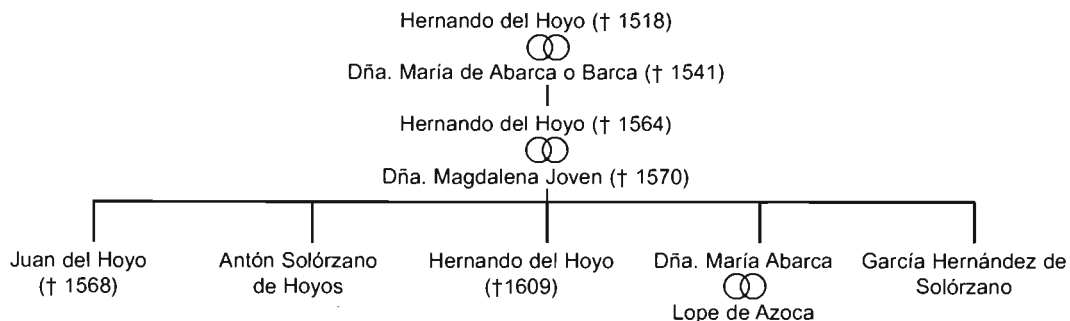 Hernando del Hoyo († 1518)
Dña. María de Abarca o Barca († 1541)
Hernando del Hoyo († 1564)
Dña. Magdalena Joven († 1570)
Juan del Hoyo
(† 1568)
Antón Solórzano
de Hoyos
Hernando del Hoyo
(†1609)
Dña. María Abarca
Lope de Azoca
García Hernández de
Solórzano